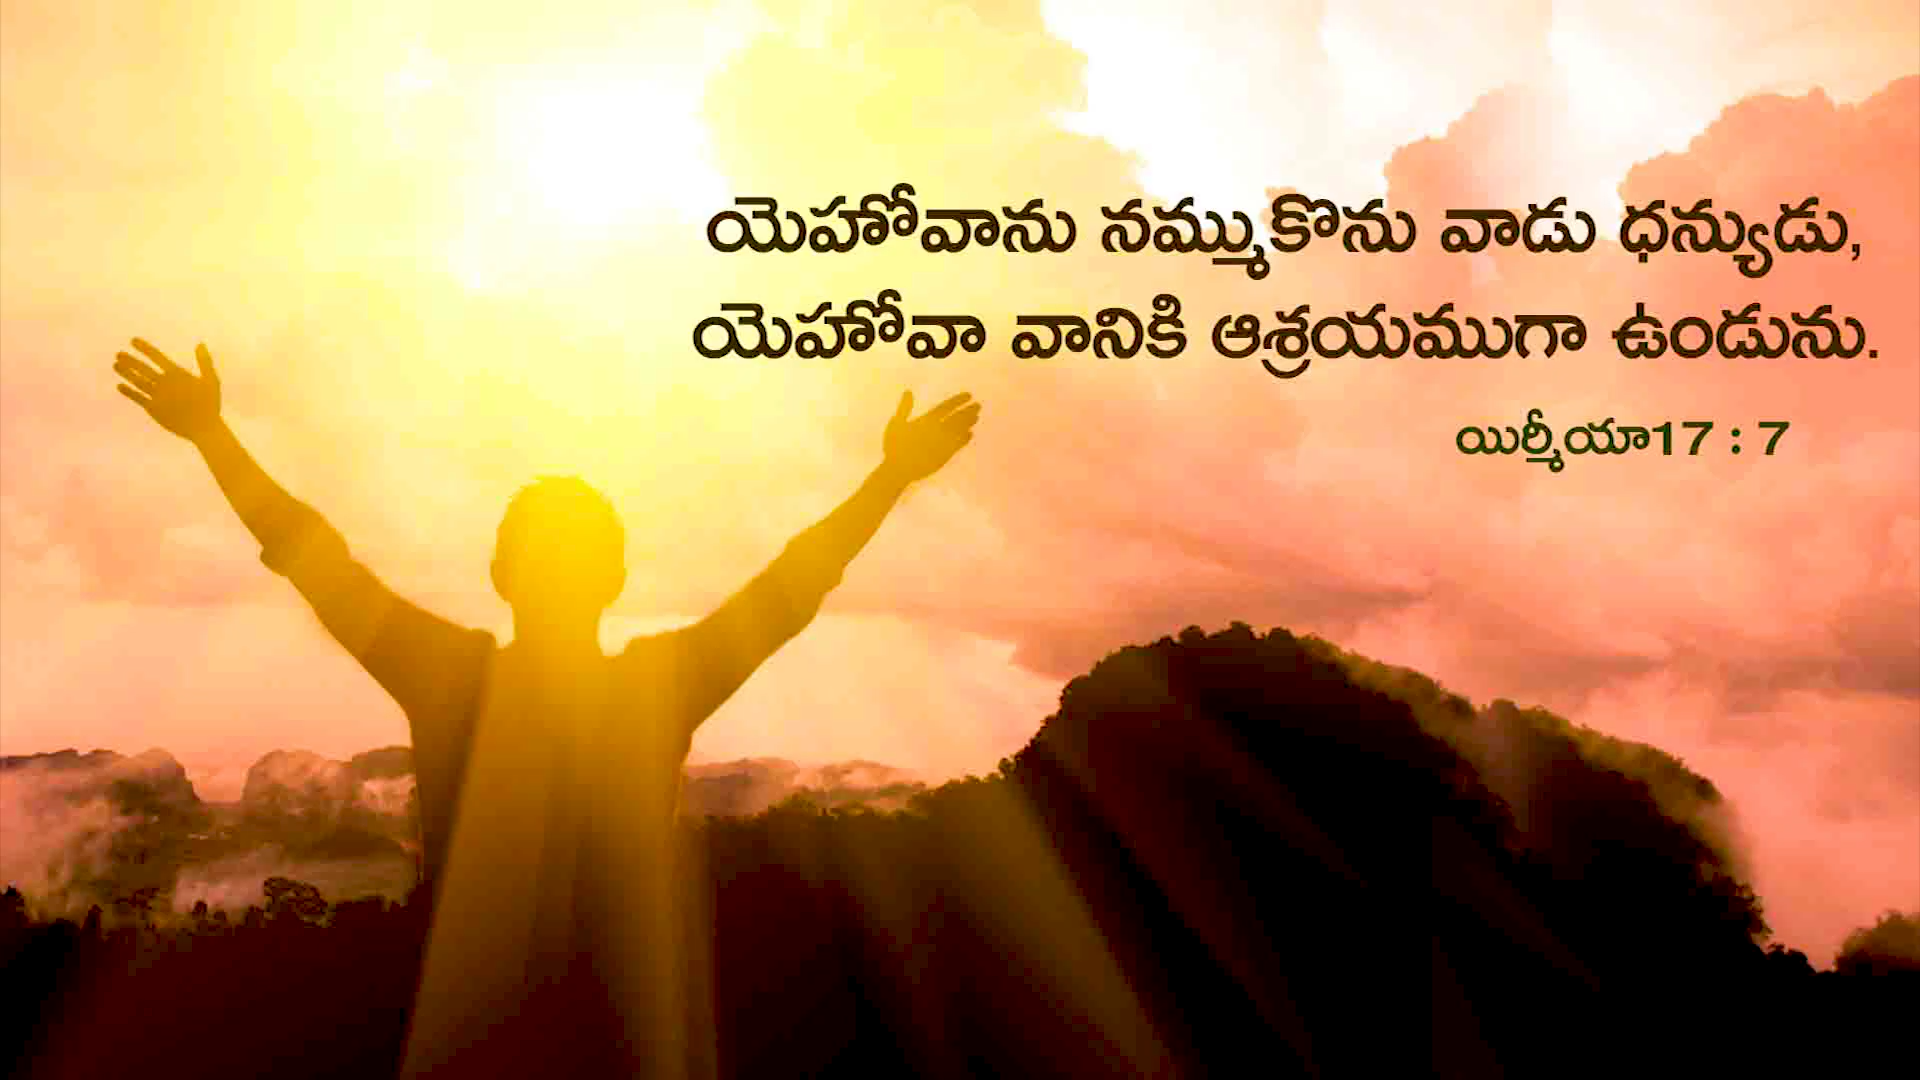 యెహోవాను నమ్ముకొను వాడు ధన్యుడు,
యెహోవా వానికి ఆశ్రయముగా ఉండును.
యిర్మీయా17 : 7